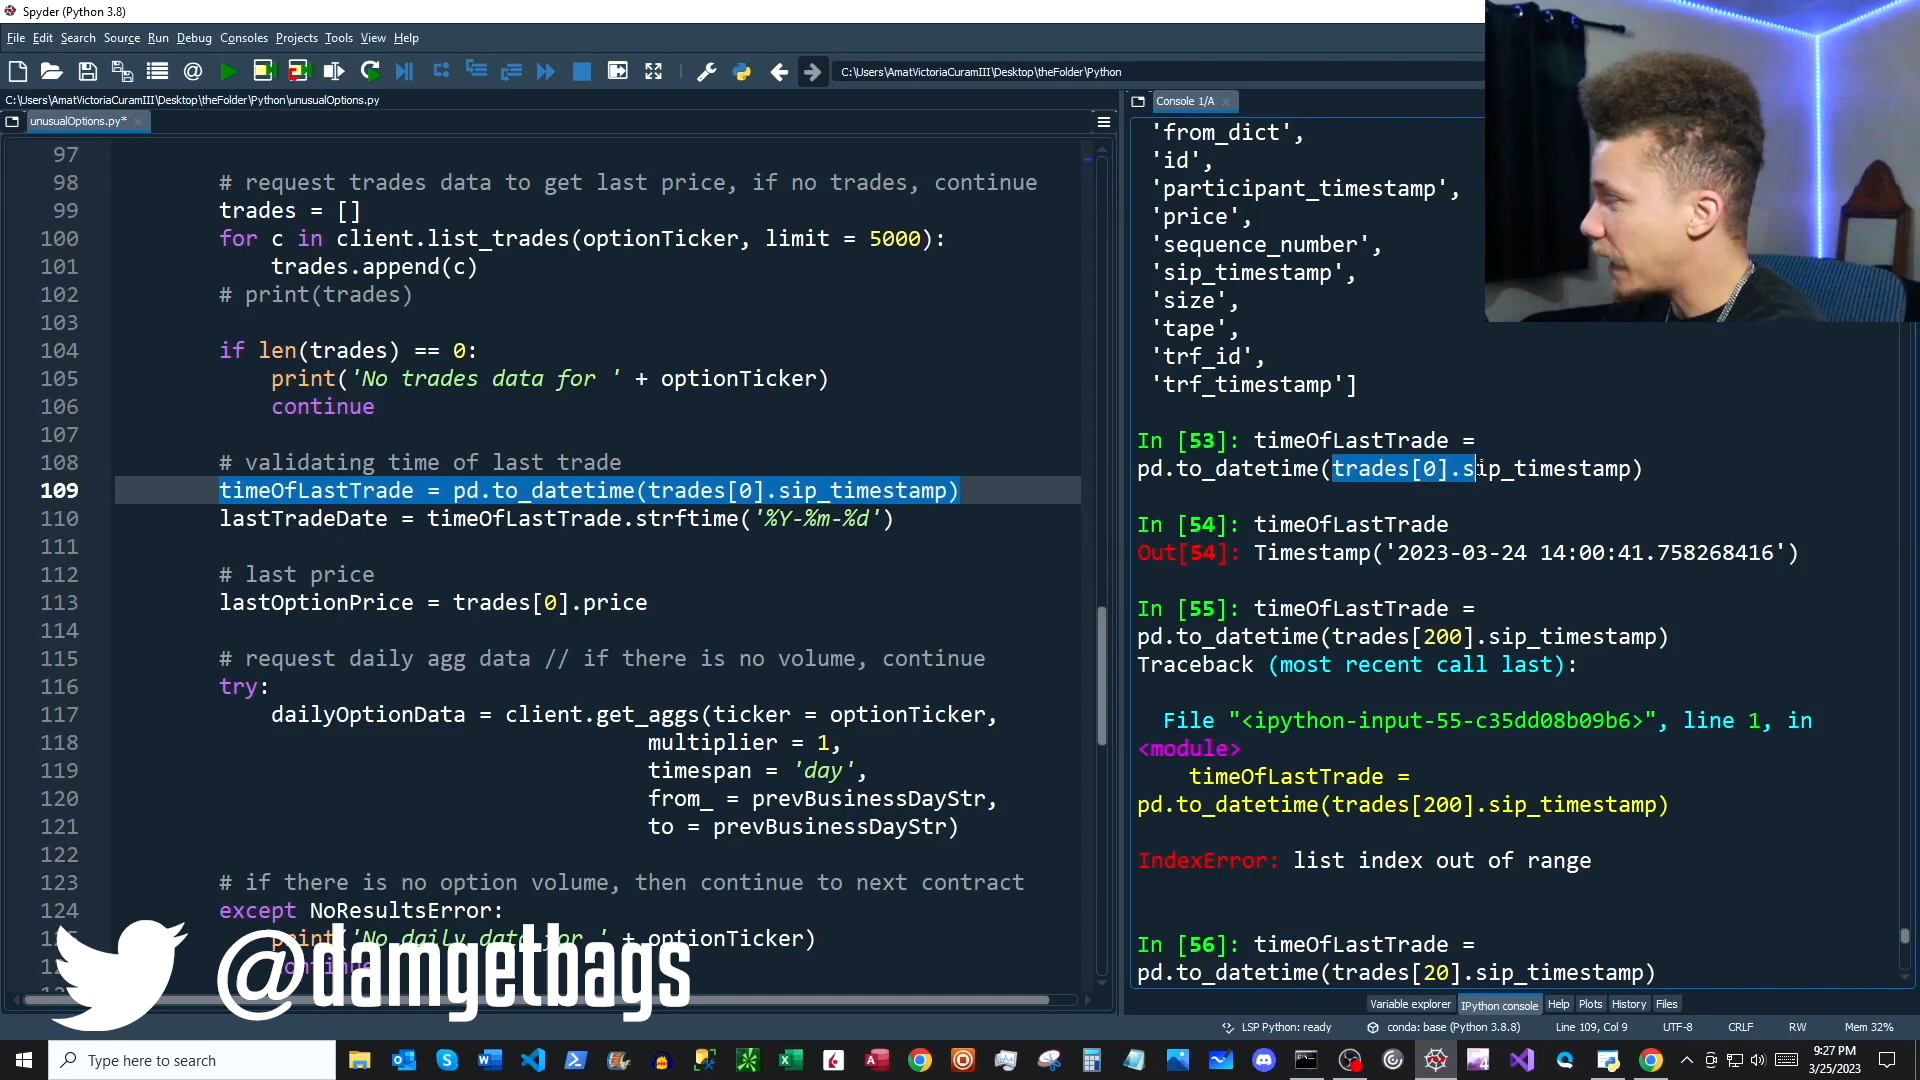 Spyder (Python 3.8)
File Edit Search Source Run Debug Consoles Projects Tools View Help
C:\Users\AmatVictoriaCuramIII\Desktop\theFolder\Python
C:\Users\AmatVictoriaCuramIII\Desktop\theFolder\Python\unusualOptions.py
unusualOptions.py*
97
98 # request trades data to get last price, if no trades, continue
99 trades = []
100 for c in client.list_trades(optionTicker, limit = 5000):
101 trades.append(c)
102 # print(trades)
103
104 if len(trades) == 0:
105 print('No trades data for ' + optionTicker)
106 continue
107
108 # validating time of last trade
109 timeOfLastTrade = pd.to_datetime(trades[0].sip_timestamp)
110 lastTradeDate = timeOfLastTrade.strftime('%Y-%m-%d')
111
112 # last price
113 lastOptionPrice = trades[0].price
114
115 # request daily agg data // if there is no volume, continue
116 try:
117 dailyOptionData = client.get_aggs(ticker = optionTicker,
118 multiplier = 1,
119 timespan = 'day',
120 from_ = prevBusinessDayStr,
121 to = prevBusinessDayStr)
122
123 # if there is no option volume, then continue to next contract
124 except NoResultsError:
print('No daily data for ' + optionTicker)
continue
@damgetbags
Console 1/A
'from_dict',
'id',
'participant_timestamp',
'price',
'sequence_number',
'sip_timestamp',
'size',
'tape',
'trf_id',
'trf_timestamp']
In [53]: timeOfLastTrade =
pd.to_datetime(trades[0].sip_timestamp)
In [54]: timeOfLastTrade
Out[54]: Timestamp('2023-03-24 14:00:41.758268416')
In [55]: timeOfLastTrade =
pd.to_datetime(trades[200].sip_timestamp)
Traceback (most recent call last):
File "<ipython-input-55-c35dd08b09b6>", line 1, in
<module>
timeOfLastTrade =
pd.to_datetime(trades[200].sip_timestamp)
IndexError: list index out of range
In [56]: timeOfLastTrade =
pd.to_datetime(trades[20].sip_timestamp)
Variable explorer IPython console Help Plots History Files
LSP Python: ready conda: base (Python 3.8.8) Line 109, Col 9 UTF-8 CRLF RW Mem 32%
Type here to search
9:27 PM
3/25/2023